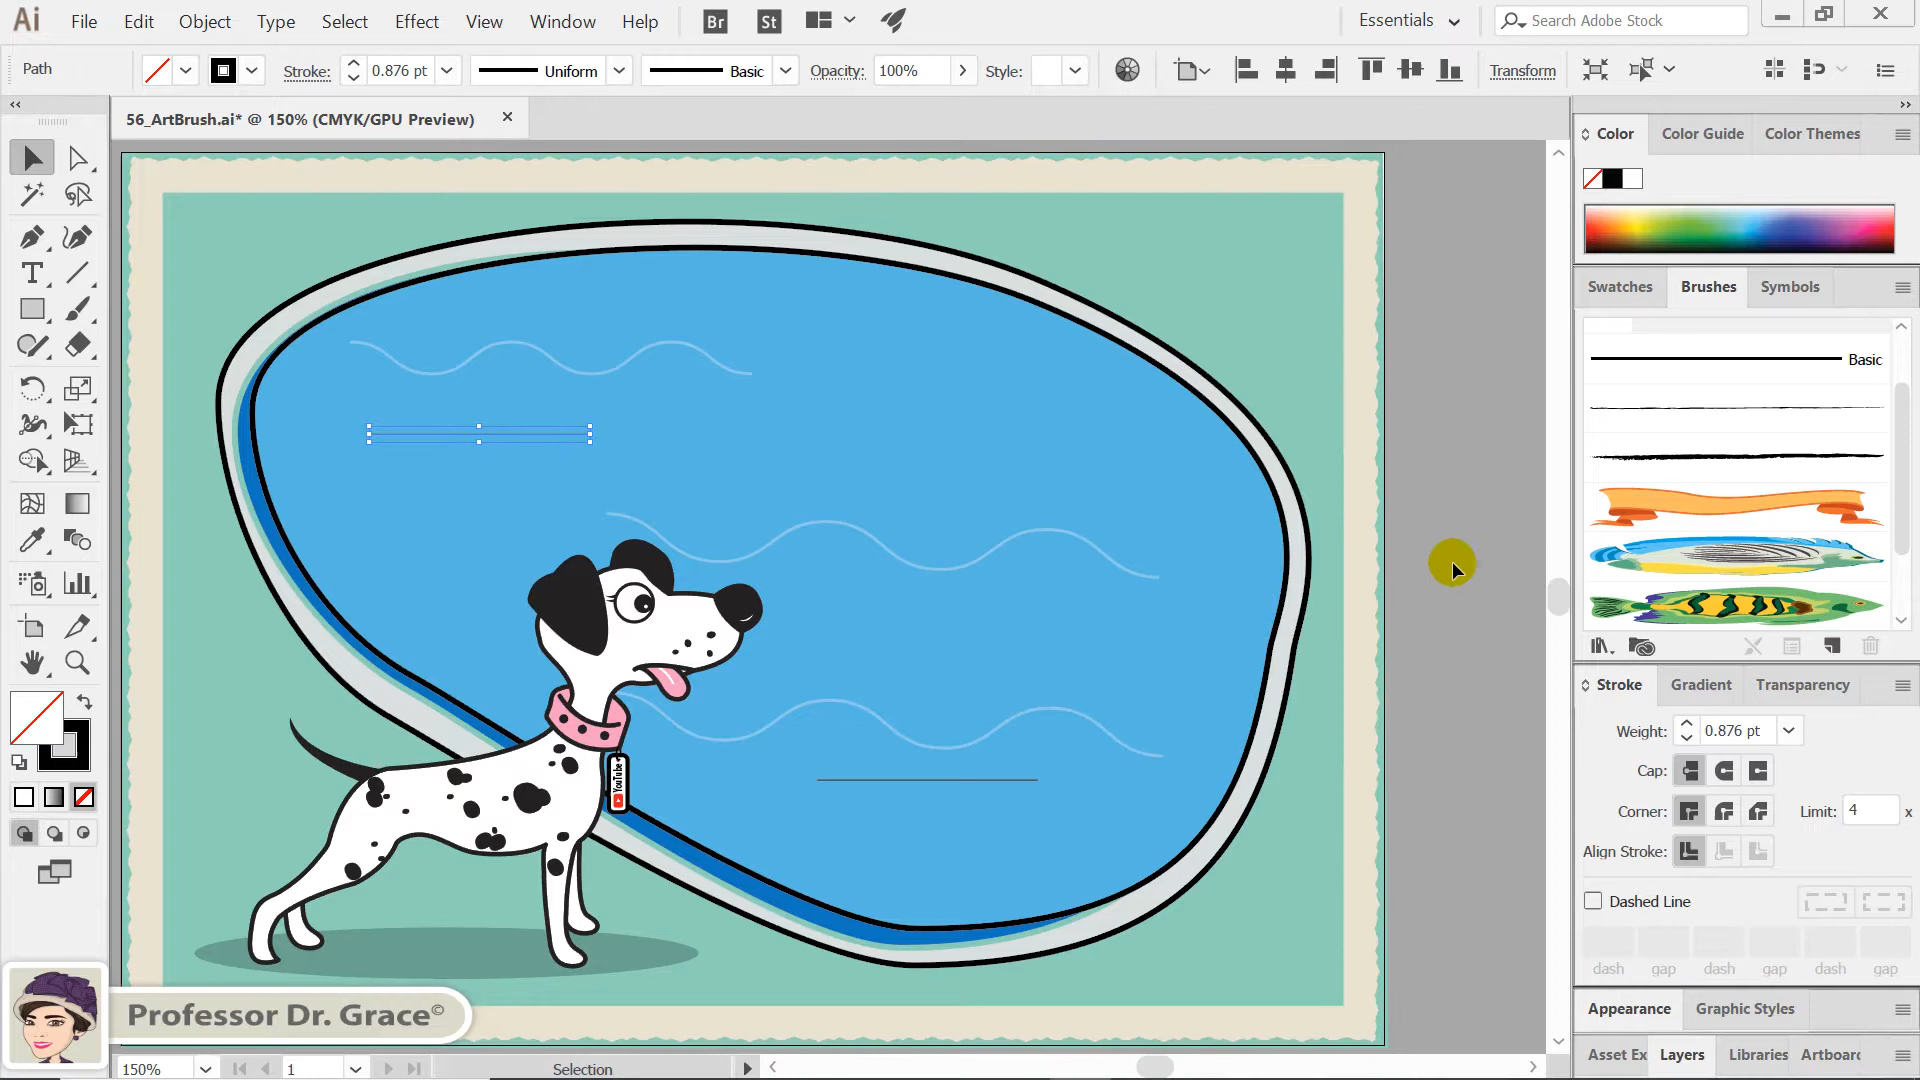 Ai File Edit Object Type Select Effect View Window Help Br St Essentials Search Adobe Stock
Path Stroke: 0.876 pt Uniform Basic Opacity: 100% Style: Transform
56_ArtBrush.ai* @ 150% (CMYK/GPU Preview)
Color Color Guide Color Themes
Swatches Brushes Symbols
Basic
Stroke Gradient Transparency
Weight: 0.876 pt
Cap:
Corner: Limit: 4 x
Align Stroke:
Dashed Line
dash gap dash gap dash gap
YouTube
Professor Dr. Grace©
Appearance Graphic Styles
Asset Ex Layers Libraries Artboard
150% 1 Selection